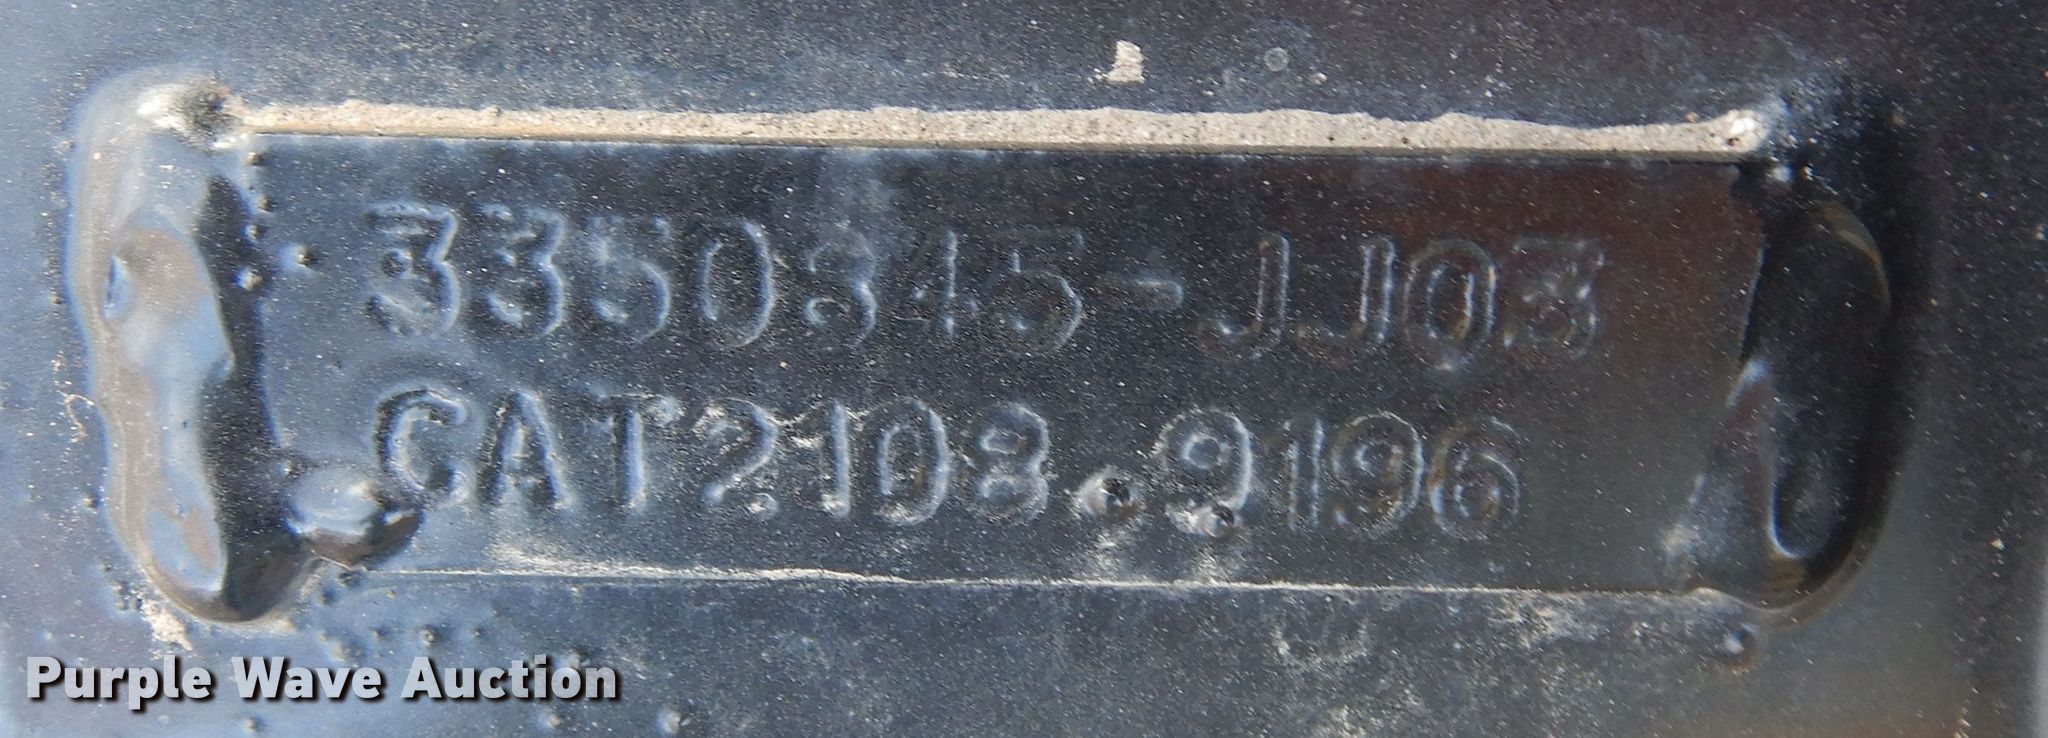 3350345-JJ03
CAT2108.9196
Purple Wave Auction